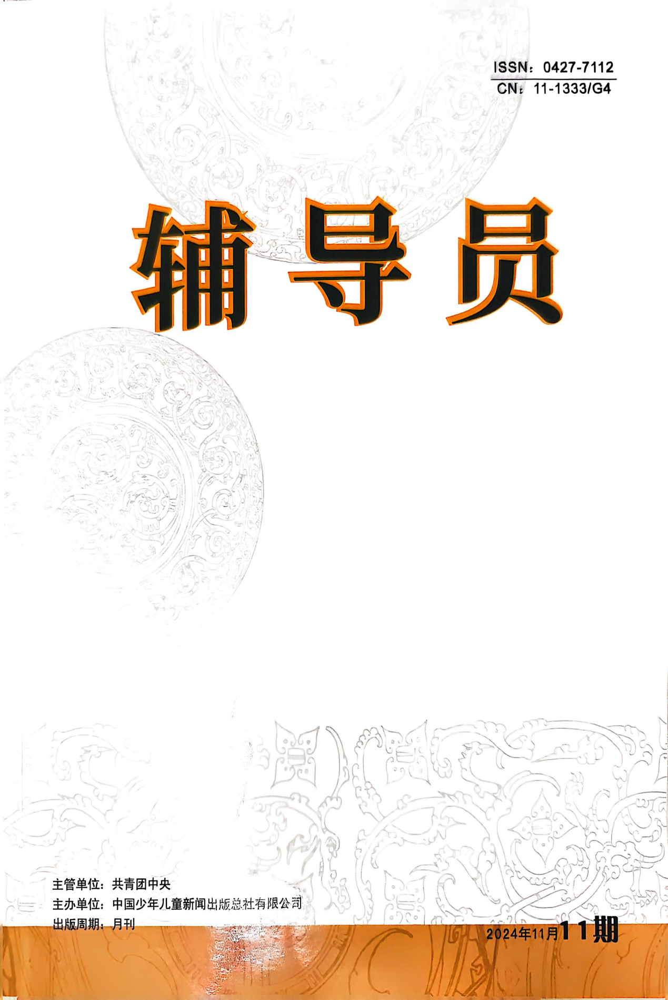 ISSN：0427-7112
CN：11-1333/G4
辅导员
主管单位：共青团中央
主办单位：中国少年儿童新闻出版总社有限公司
出版周期：月刊
2024年11月11期